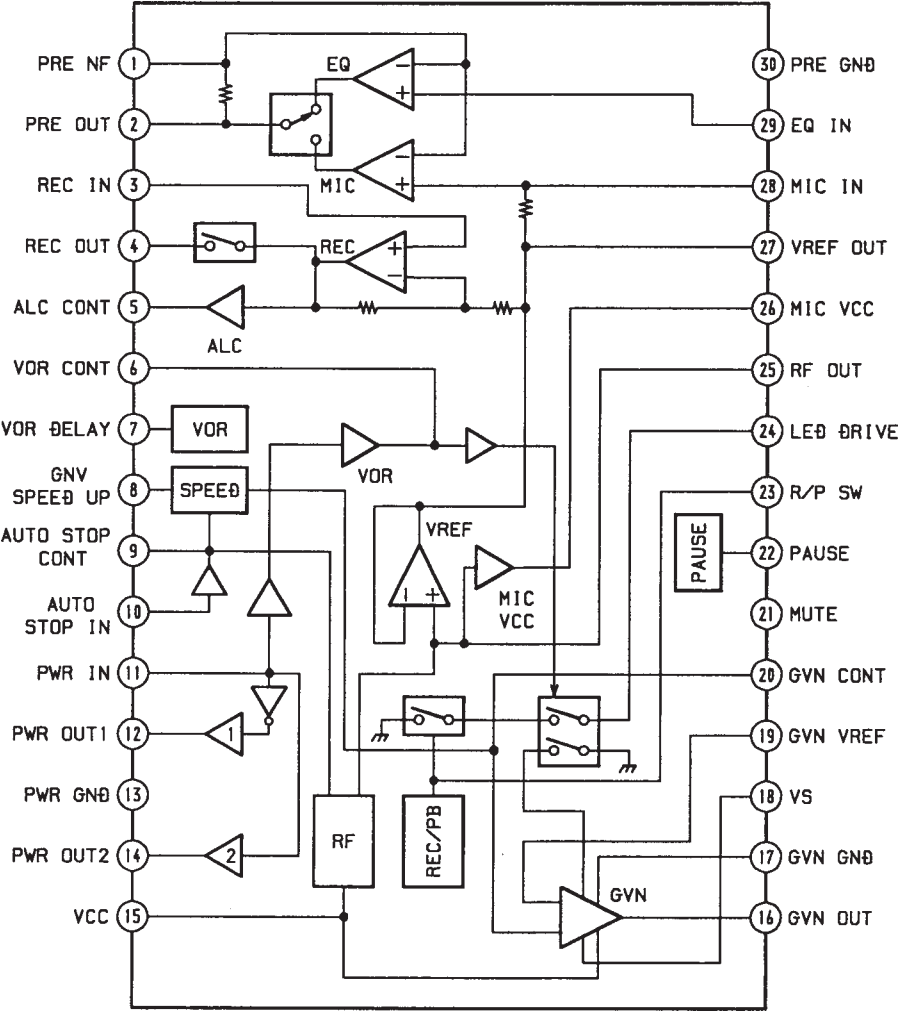 PRE NF 1
PRE OUT 2
REC IN 3
REC OUT 4
ALC CONT 5
VOR CONT 6
VOR DELAY 7
GNV
SPEED UP 8
AUTO STOP
CONT 9
AUTO
STOP IN 10
PWR IN 11
PWR OUT1 12
PWR GND 13
PWR OUT2 14
VCC 15
EQ
-
+
MIC
-
+
REC
+
-
ALC
VOR
VOR
SPEED
VREF
-
+
MIC
VCC
1
2
RF
REC/PB
GVN
PAUSE
30 PRE GND
29 EQ IN
28 MIC IN
27 VREF OUT
26 MIC VCC
25 RF OUT
24 LED DRIVE
23 R/P SW
22 PAUSE
21 MUTE
20 GVN CONT
19 GVN VREF
18 VS
17 GVN GND
16 GVN OUT